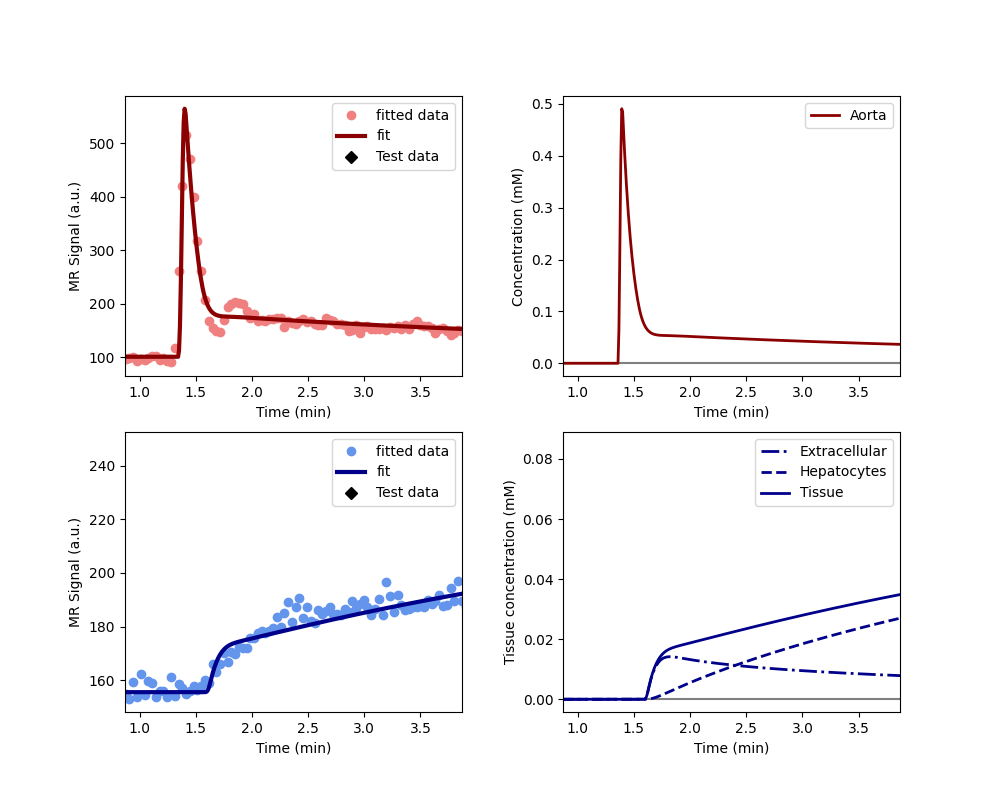 MR Signal (a.u.)
500
400
300
200
100
fitted data
fit
Test data
1.0 1.5 2.0 2.5 3.0 3.5
Time (min)
Concentration (mM)
0.5
0.4
0.3
0.2
0.1
0.0
Aorta
1.0 1.5 2.0 2.5 3.0 3.5
Time (min)
MR Signal (a.u.)
240
220
200
180
160
fitted data
fit
Test data
1.0 1.5 2.0 2.5 3.0 3.5
Time (min)
Tissue concentration (mM)
0.08
0.06
0.04
0.02
0.00
Extracellular
Hepatocytes
Tissue
1.0 1.5 2.0 2.5 3.0 3.5
Time (min)